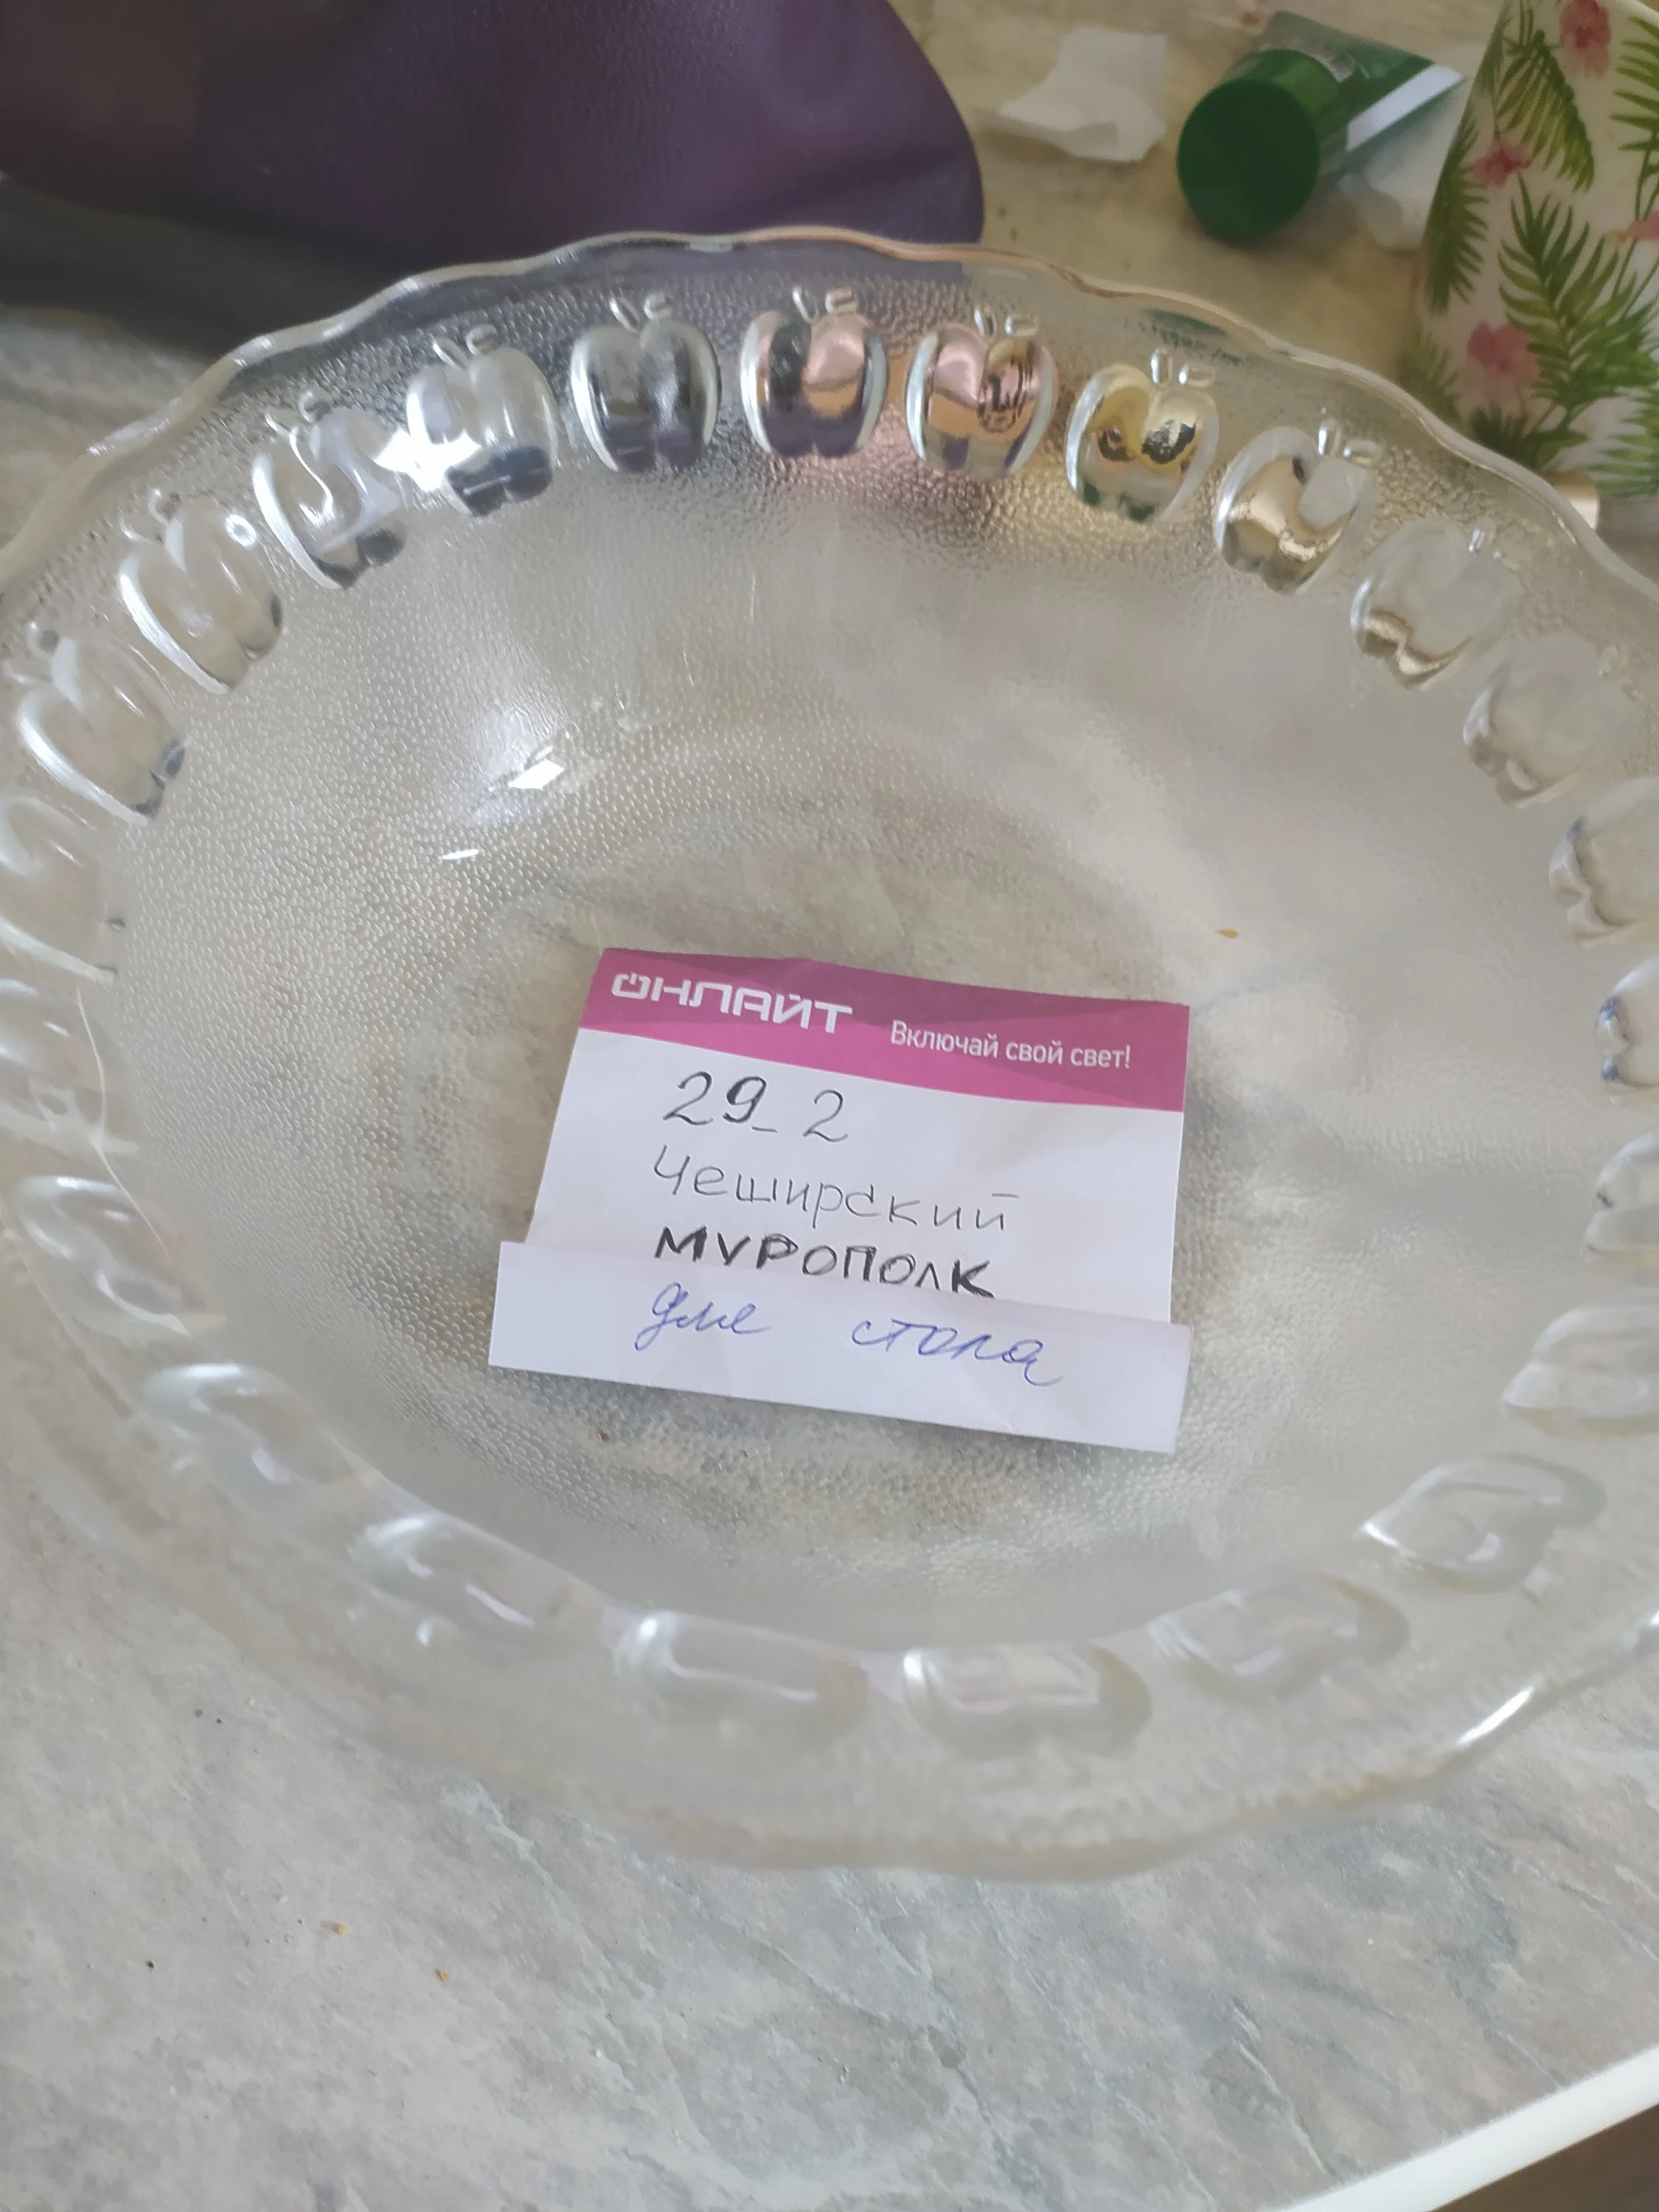 ОНЛАЙТ Включай свой свет!
29_2
Чеширский
МУРОПОЛК
для стола